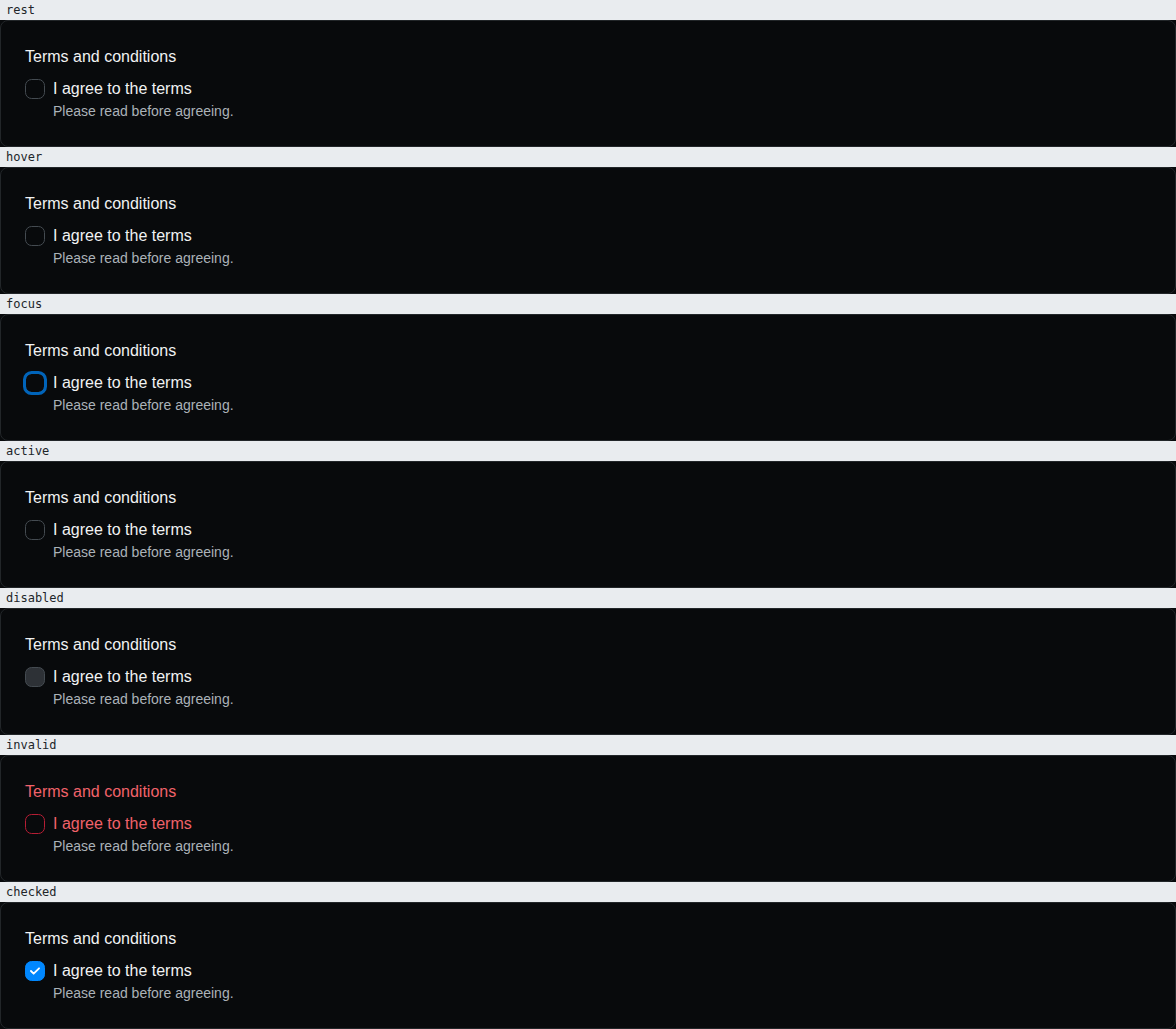 rest
Terms and conditions
I agree to the terms
Please read before agreeing.
hover
Terms and conditions
I agree to the terms
Please read before agreeing.
focus
Terms and conditions
I agree to the terms
Please read before agreeing.
active
Terms and conditions
I agree to the terms
Please read before agreeing.
disabled
Terms and conditions
I agree to the terms
Please read before agreeing.
invalid
Terms and conditions
I agree to the terms
Please read before agreeing.
checked
Terms and conditions
I agree to the terms
Please read before agreeing.